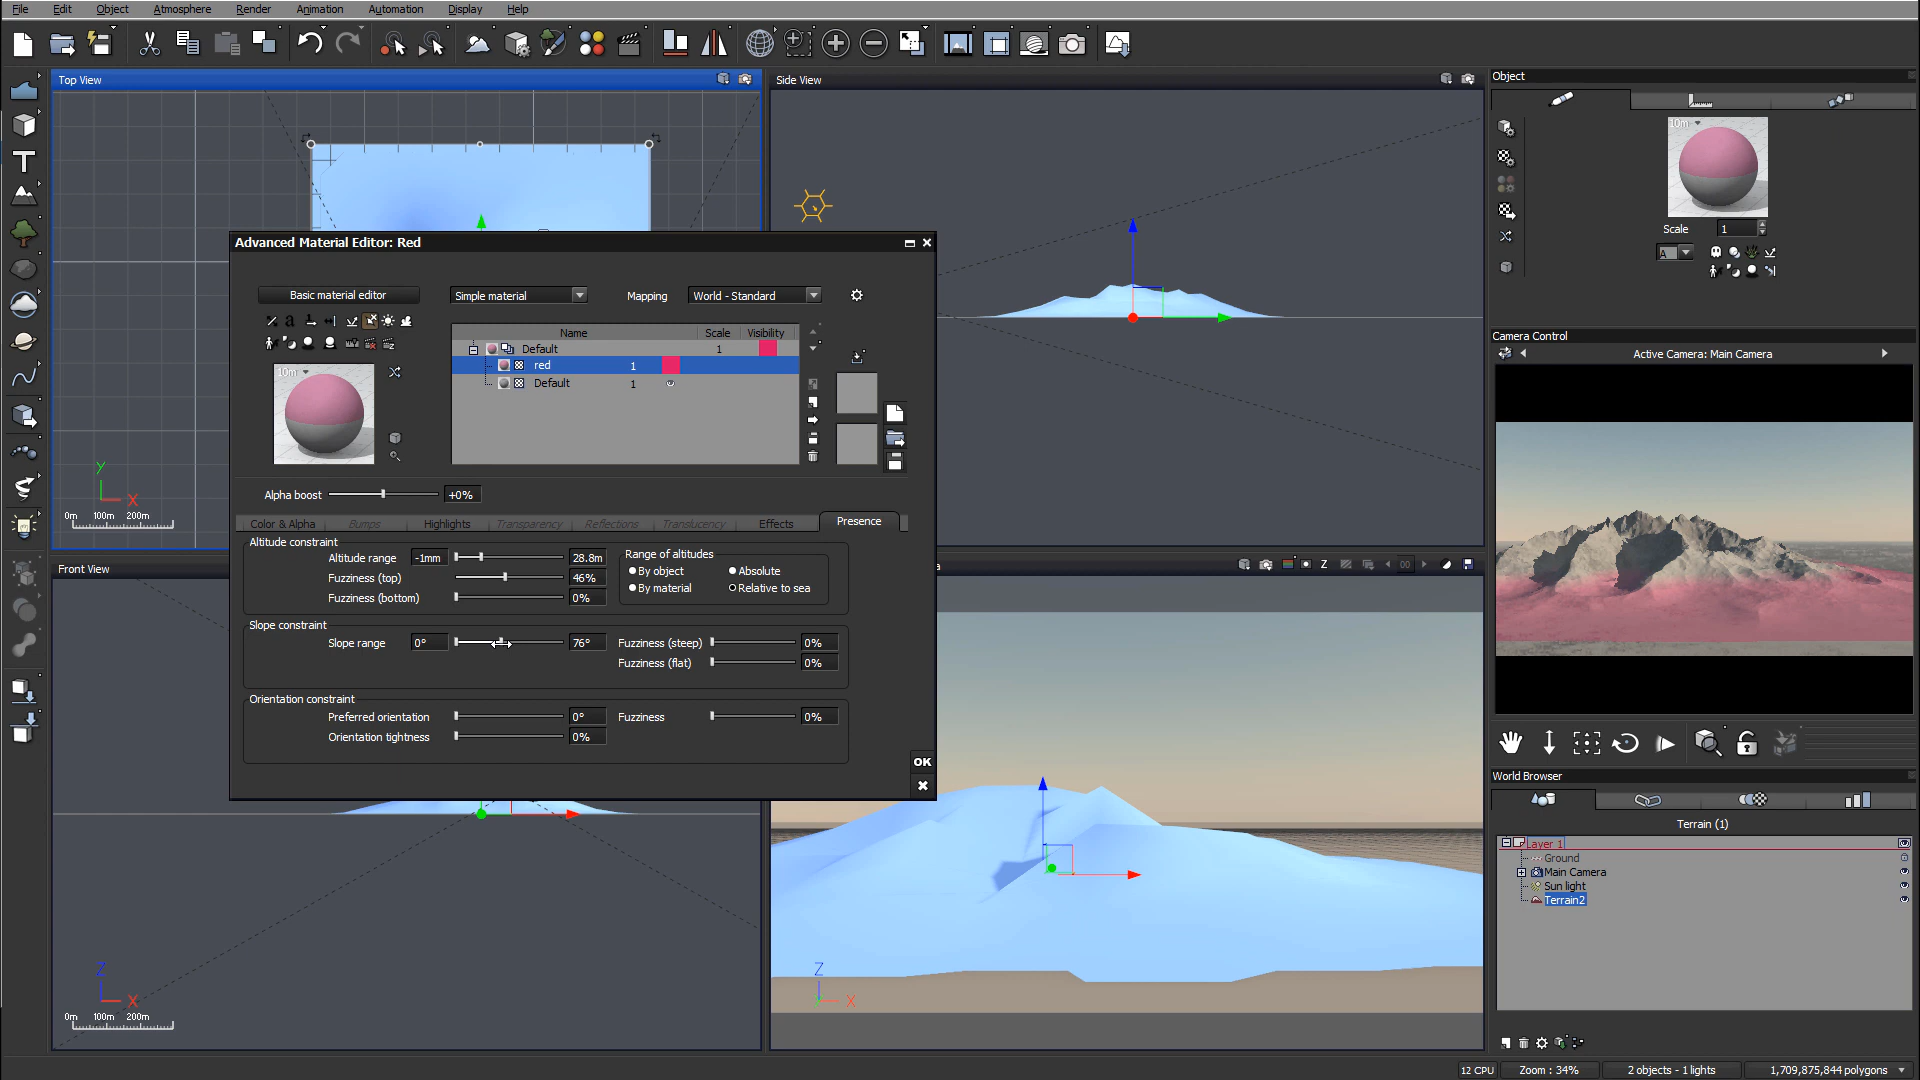 File Edit Object Atmosphere Render Animation Automation Display Help
Top View
Side View
Object
10m
Scale 1
A
Advanced Material Editor: Red
Basic material editor
Simple material
Mapping
World - Standard
Name Scale Visibility
Default 1
red 1
Default 1
10m
Alpha boost +0%
Color & Alpha Bumps Highlights Transparency Reflections Translucency Effects Presence
Altitude constraint
Altitude range -1mm 28.8m
Fuzziness (top) 46%
Fuzziness (bottom) 0%
Range of altitudes
By object Absolute
By material Relative to sea
Slope constraint
Slope range 0° 76° Fuzziness (steep) 0%
Fuzziness (flat) 0%
Orientation constraint
Preferred orientation 0° Fuzziness 0%
Orientation tightness 0%
OK
Y
X
0m 100m 200m
Front View
Z
X
0m 100m 200m
a
Z
00
Z
Y
X
Camera Control
Active Camera: Main Camera
World Browser
Terrain (1)
Layer 1
Ground
Main Camera
Sun light
Terrain2
12 CPU Zoom : 34% 2 objects - 1 lights 1,709,875,844 polygons